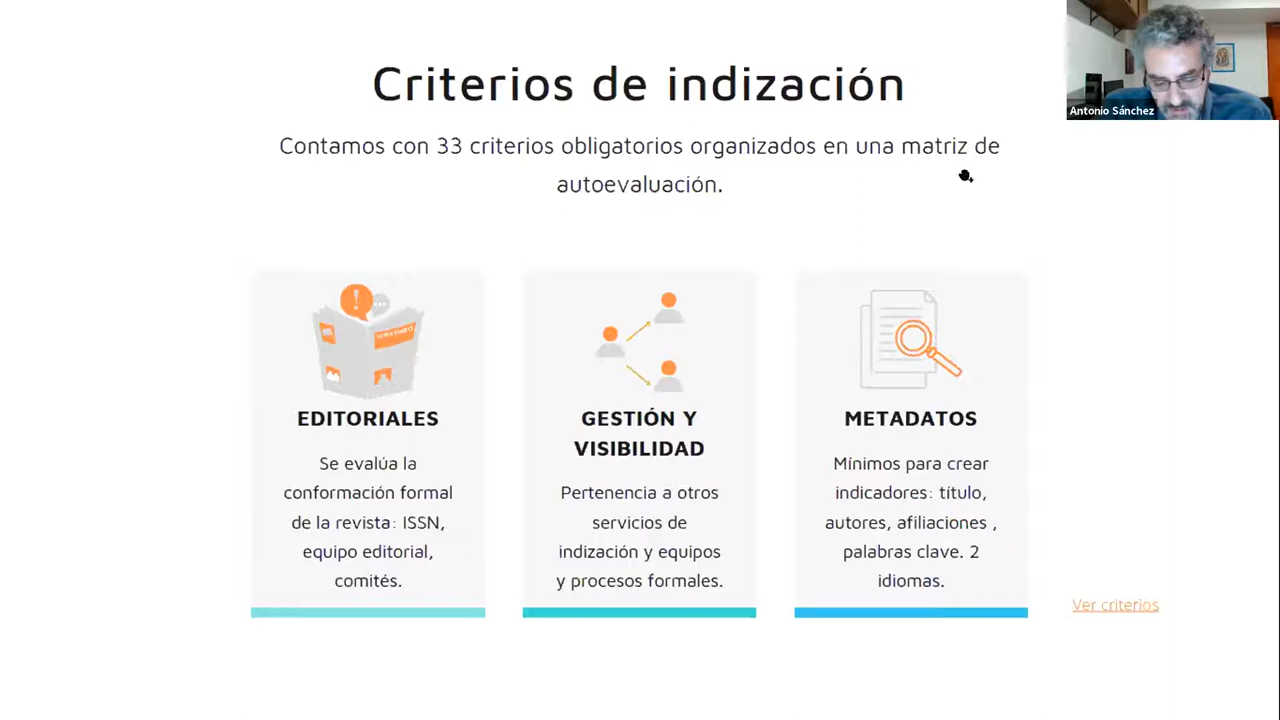 Criterios de indización
Contamos con 33 criterios obligatorios organizados en una matriz de
autoevaluación.
Antonio Sánchez
EDITORIALES
Se evalúa la
conformación formal
de la revista: ISSN,
equipo editorial,
comités.
GESTIÓN Y
VISIBILIDAD
Pertenencia a otros
servicios de
indización y equipos
y procesos formales.
METADATOS
Mínimos para crear
indicadores: título,
autores, afiliaciones ,
palabras clave. 2
idiomas.
Ver criterios